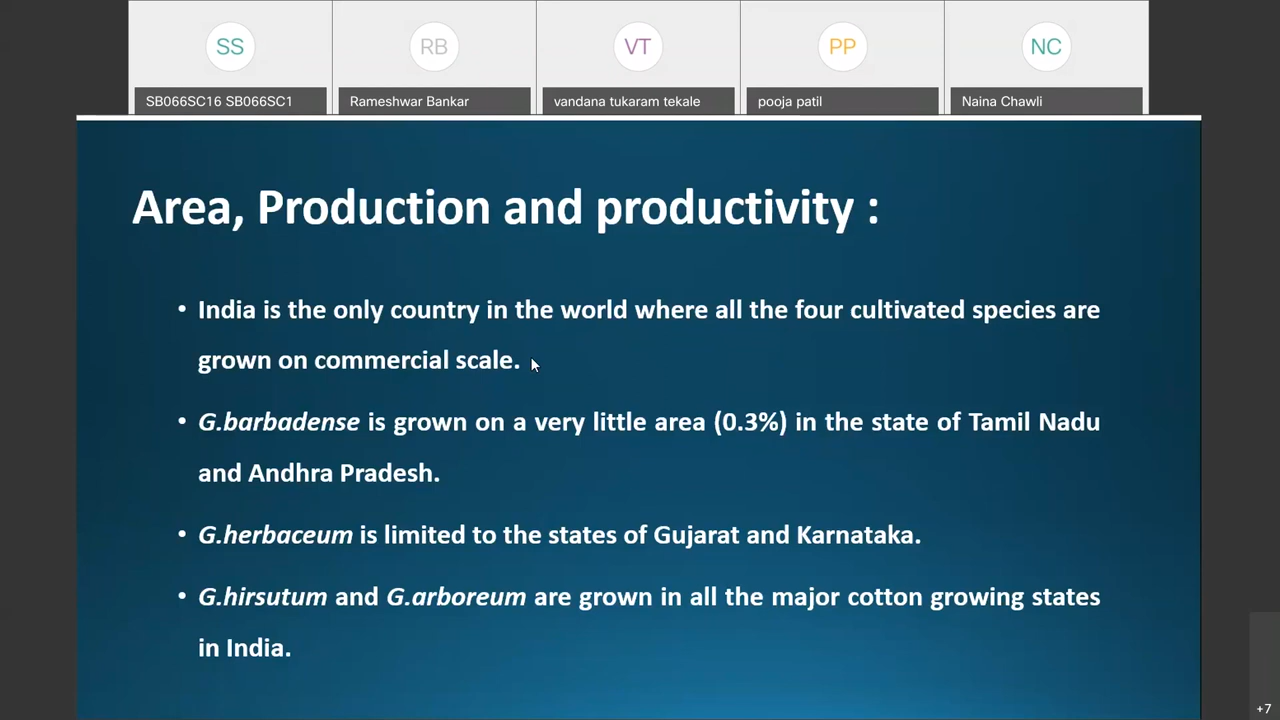 SS
RB
VT
PP
NC
SB066SC16 SB066SC1
Rameshwar Bankar
vandana tukaram tekale
pooja patil
Naina Chawli
Area, Production and productivity :
• India is the only country in the world where all the four cultivated species are
grown on commercial scale.
• G.barbadense is grown on a very little area (0.3%) in the state of Tamil Nadu
and Andhra Pradesh.
• G.herbaceum is limited to the states of Gujarat and Karnataka.
• G.hirsutum and G.arboreum are grown in all the major cotton growing states
in India.
+7